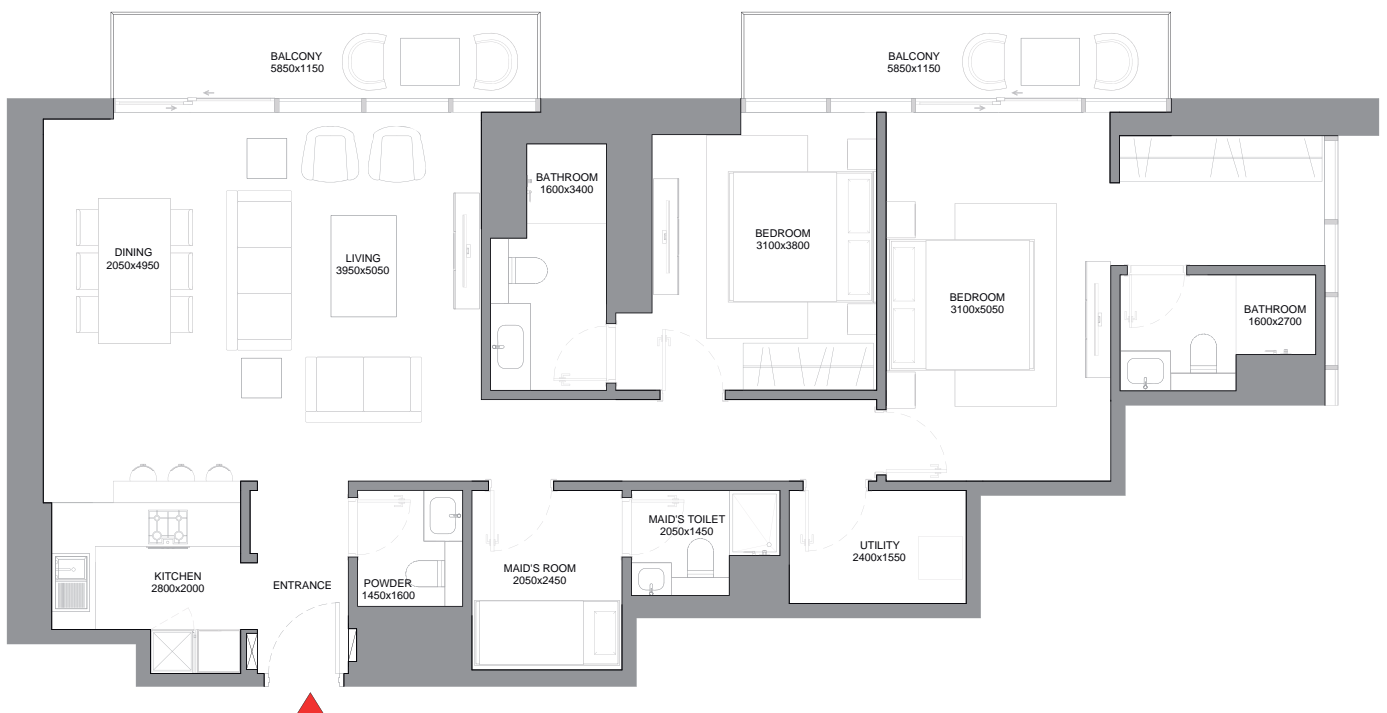 BALCONY
5850x1150
BALCONY
5850x1150
BATHROOM
1600x3400
BEDROOM
3100x3800
DINING
2050x4950
LIVING
3950x5050
BEDROOM
3100x5050
BATHROOM
1600x2700
MAID'S TOILET
2050x1450
UTILITY
2400x1550
KITCHEN
2800x2000
ENTRANCE
POWDER
1450x1600
MAID'S ROOM
2050x2450